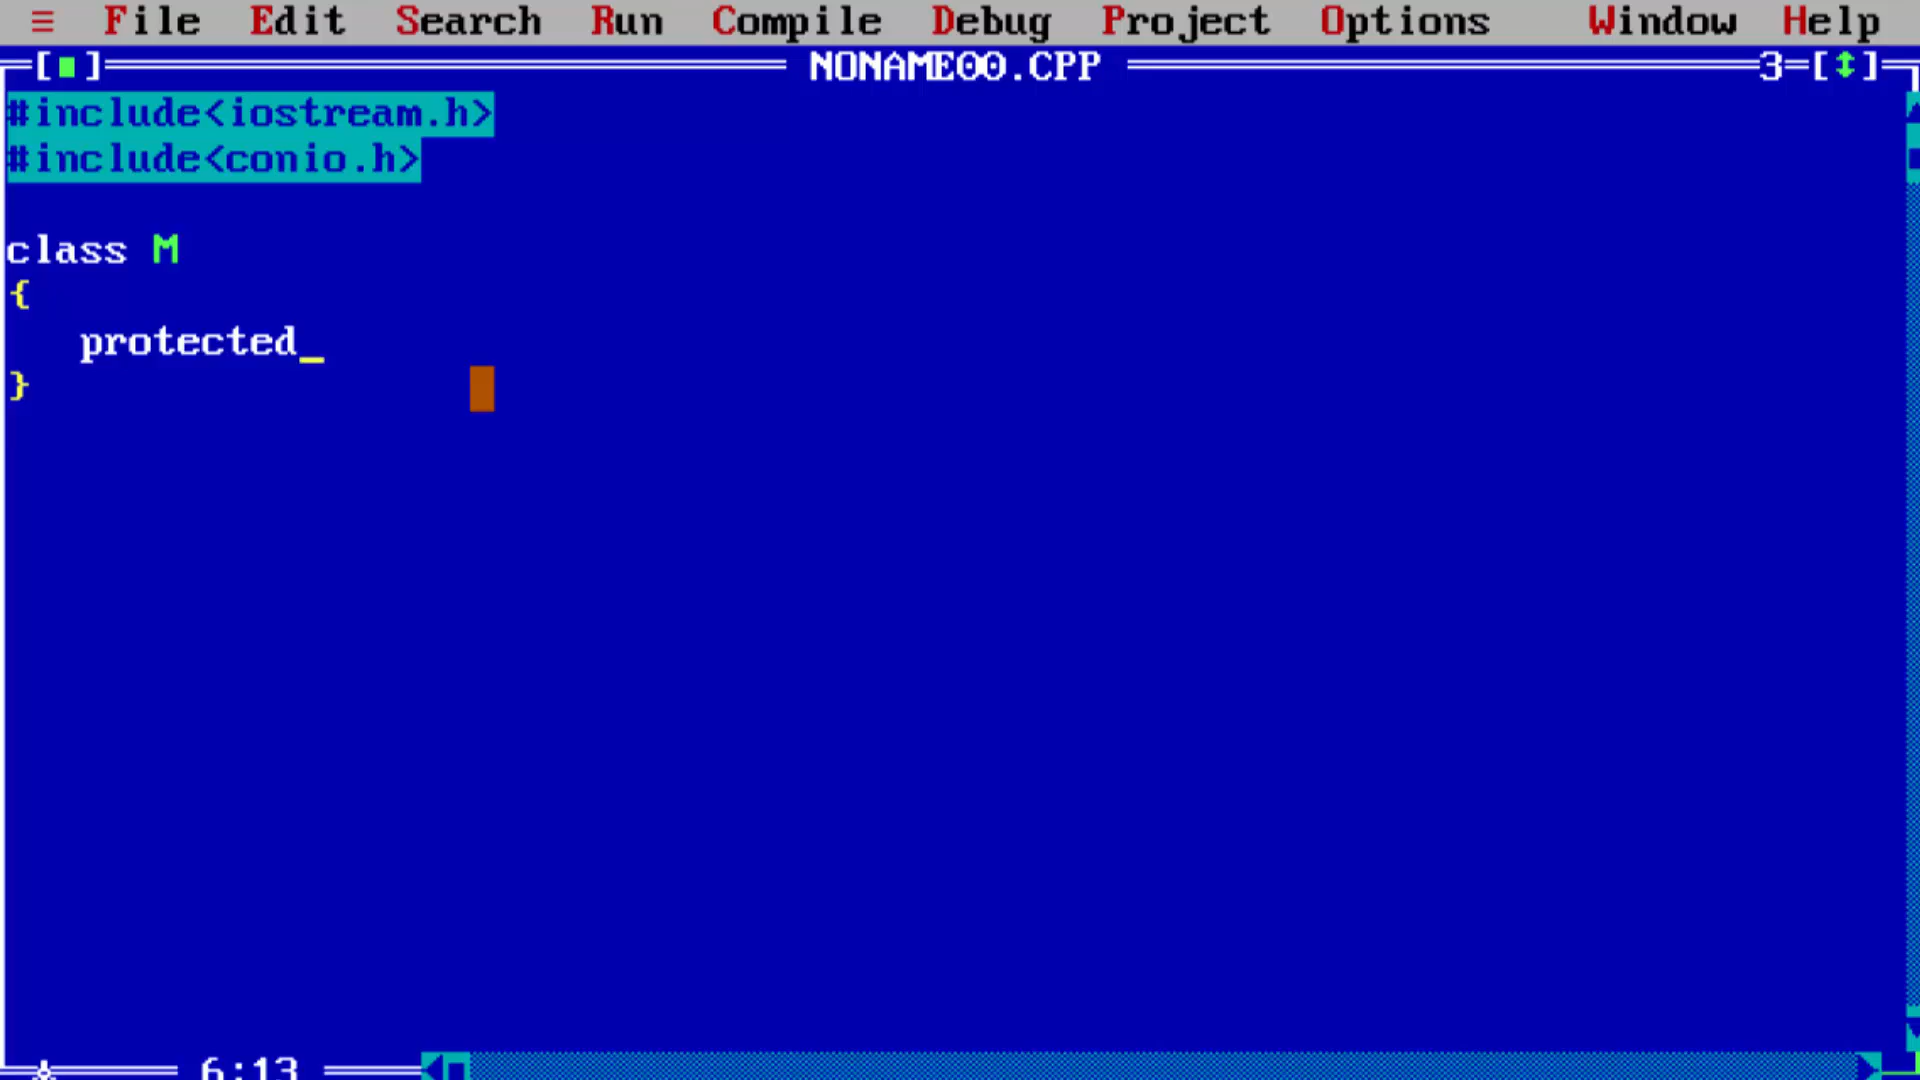 ≡ File Edit Search Run Compile Debug Project Options Window Help
[■] NONAME00.CPP 3=[↕]
#include<iostream.h>
#include<conio.h>
class M
{
protected_
}
6:13